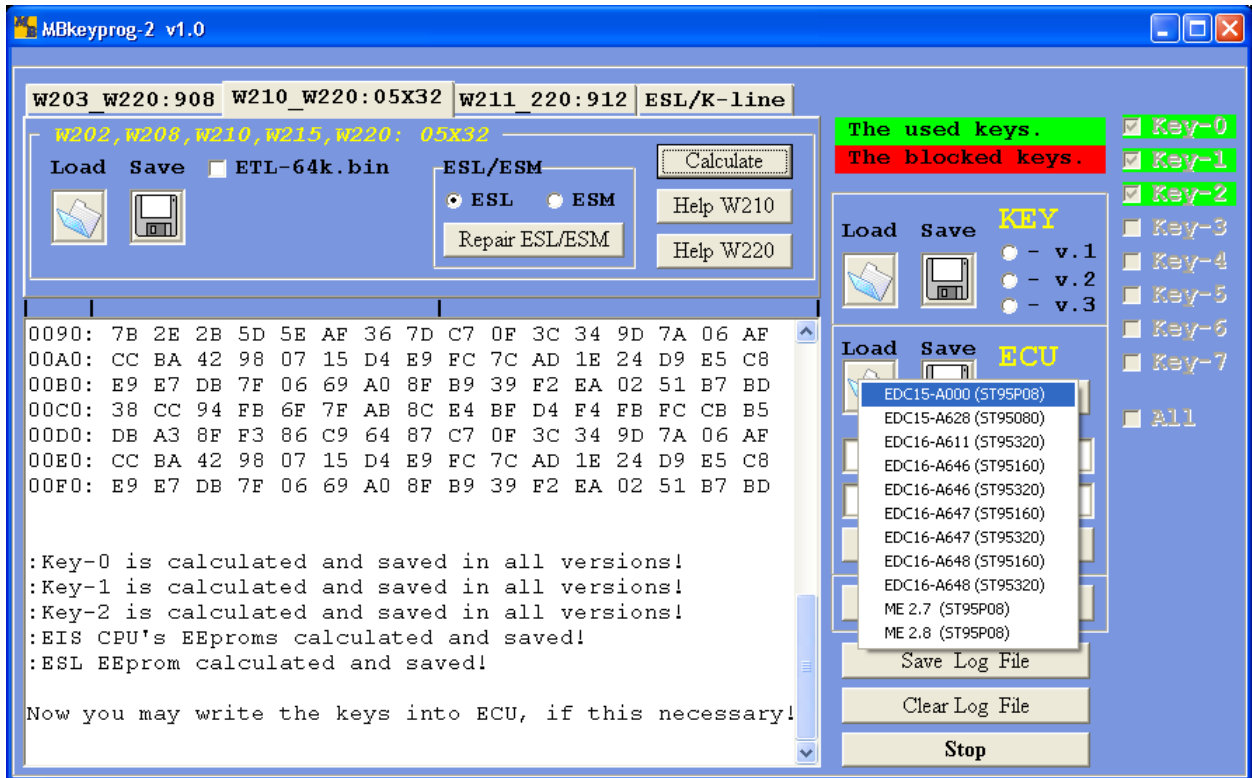 MBkeyprog-2 v1.0
W203_W220:908 W210_W220:05X32 W211_220:912 ESL/K-line
W202,W208,W210,W215,W220: 05X32
Load Save ETL-64k.bin
ESL/ESM
ESL ESM
Repair ESL/ESM
Calculate
Help W210
Help W220
0090: 7B 2E 2B 5D 5E AF 36 7D C7 0F 3C 34 9D 7A 06 AF
00A0: CC BA 42 98 07 15 D4 E9 FC 7C AD 1E 24 D9 E5 C8
00B0: E9 E7 DB 7F 06 69 A0 8F B9 39 F2 EA 02 51 B7 BD
00C0: 38 CC 94 FB 6F 7F AB 8C E4 BF D4 F4 FB FC CB B5
00D0: DB A3 8F F3 86 C9 64 87 C7 0F 3C 34 9D 7A 06 AF
00E0: CC BA 42 98 07 15 D4 E9 FC 7C AD 1E 24 D9 E5 C8
00F0: E9 E7 DB 7F 06 69 A0 8F B9 39 F2 EA 02 51 B7 BD
:Key-0 is calculated and saved in all versions!
:Key-1 is calculated and saved in all versions!
:Key-2 is calculated and saved in all versions!
:EIS CPU's EEproms calculated and saved!
:ESL EEprom calculated and saved!
Now you may write the keys into ECU, if this necessary!
The used keys.
The blocked keys.
Load Save KEY
- v.1
- v.2
- v.3
Load Save ECU
EDC15-A000 (ST95P08)
EDC15-A628 (ST95080)
EDC16-A611 (ST95320)
EDC16-A646 (ST95160)
EDC16-A646 (ST95320)
EDC16-A647 (ST95160)
EDC16-A647 (ST95320)
EDC16-A648 (ST95160)
EDC16-A648 (ST95320)
ME 2.7 (ST95P08)
ME 2.8 (ST95P08)
Save Log File
Clear Log File
Stop
Key-0
Key-1
Key-2
Key-3
Key-4
Key-5
Key-6
Key-7
All